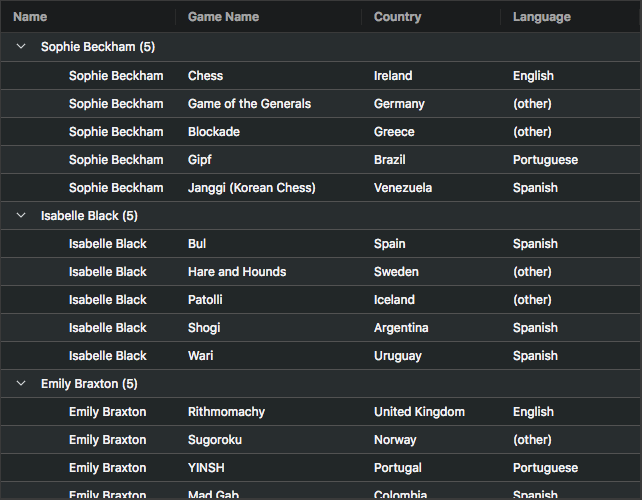 Name Game Name Country Language
Sophie Beckham (5)
Sophie Beckham Chess Ireland English
Sophie Beckham Game of the Generals Germany (other)
Sophie Beckham Blockade Greece (other)
Sophie Beckham Gipf Brazil Portuguese
Sophie Beckham Janggi (Korean Chess) Venezuela Spanish
Isabelle Black (5)
Isabelle Black Bul Spain Spanish
Isabelle Black Hare and Hounds Sweden (other)
Isabelle Black Patolli Iceland (other)
Isabelle Black Shogi Argentina Spanish
Isabelle Black Wari Uruguay Spanish
Emily Braxton (5)
Emily Braxton Rithmomachy United Kingdom English
Emily Braxton Sugoroku Norway (other)
Emily Braxton YINSH Portugal Portuguese
Emily Braxton Mad Gab Colombia Spanish